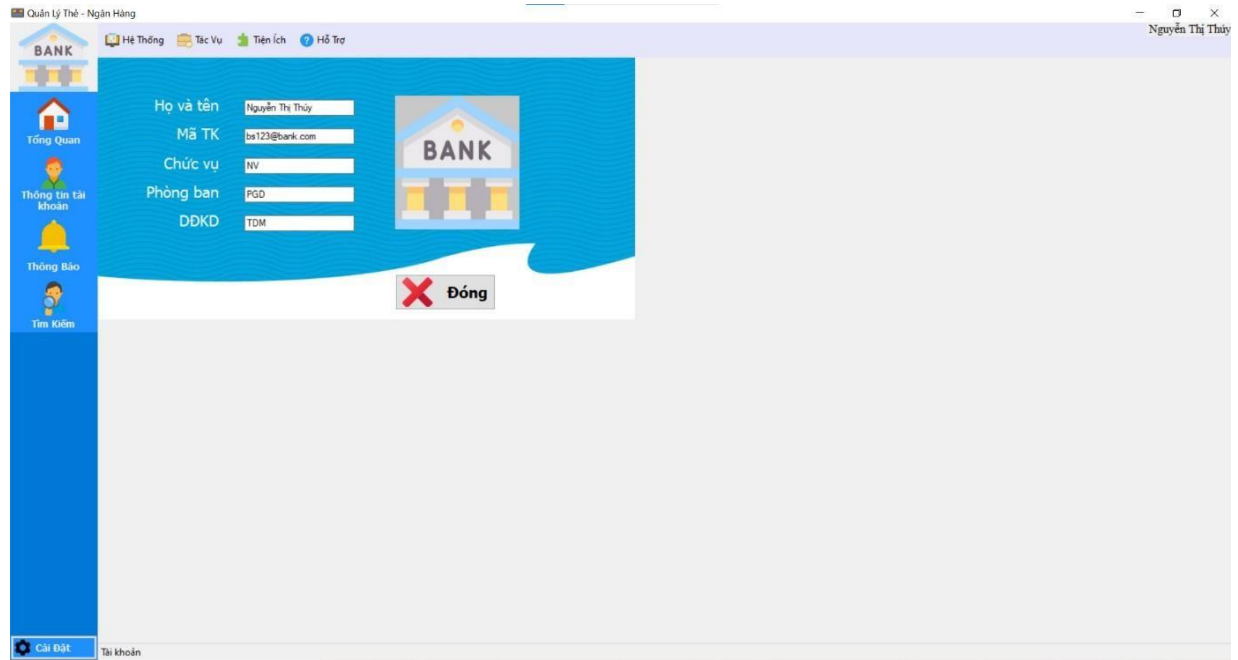 Quản Lý Thẻ - Ngân Hàng
Nguyễn Thị Thúy
BANK
Hệ Thống
Tác Vụ
Tiện Ích
Hỗ Trợ
Tổng Quan
Thông tin tài
khoản
Thông Báo
Tìm Kiếm
Họ và tên
Nguyễn Thị Thúy
Mã TK
bs123@bank.com
Chức vụ
NV
Phòng ban
PGD
DĐKD
TDM
BANK
Đóng
Cài Đặt
Tài khoản